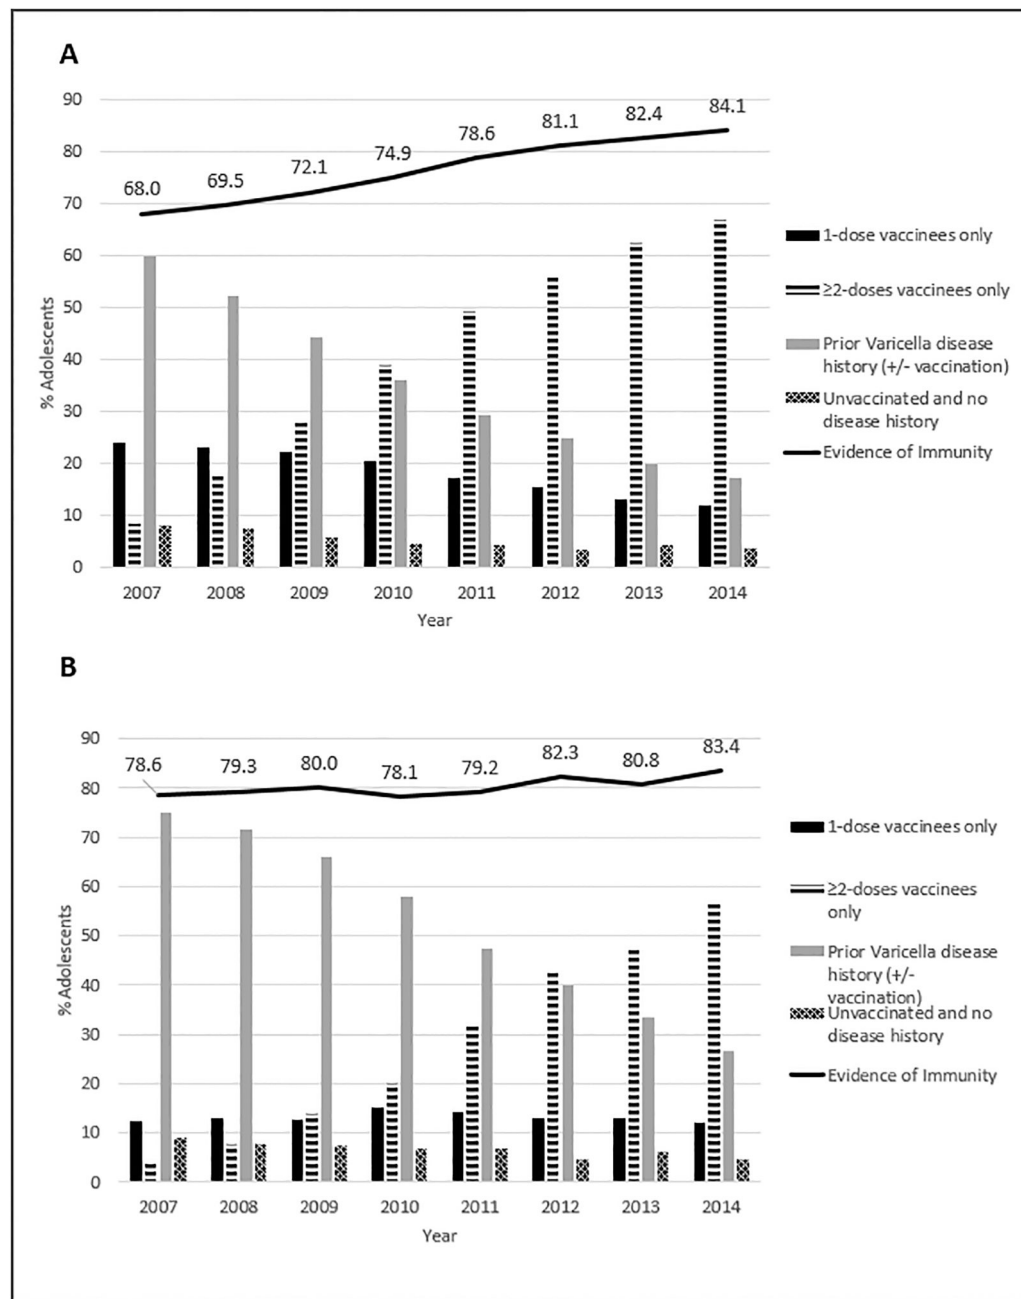 A
90
80
70
60
50
40
30
20
10
0
% Adolescents
68.0
69.5
72.1
74.9
78.6
81.1
82.4
84.1
2007 2008 2009 2010 2011 2012 2013 2014
Year
1-dose vaccinees only
≥2-doses vaccinees only
Prior Varicella disease
history (+/- vaccination)
Unvaccinated and no
disease history
Evidence of Immunity
B
90
80
70
60
50
40
30
20
10
0
% Adolescents
78.6
79.3
80.0
78.1
79.2
82.3
80.8
83.4
2007 2008 2009 2010 2011 2012 2013 2014
Year
1-dose vaccinees only
≥2-doses vaccinees
only
Prior Varicella disease
history (+/-
vaccination)
Unvaccinated and no
disease history
Evidence of Immunity